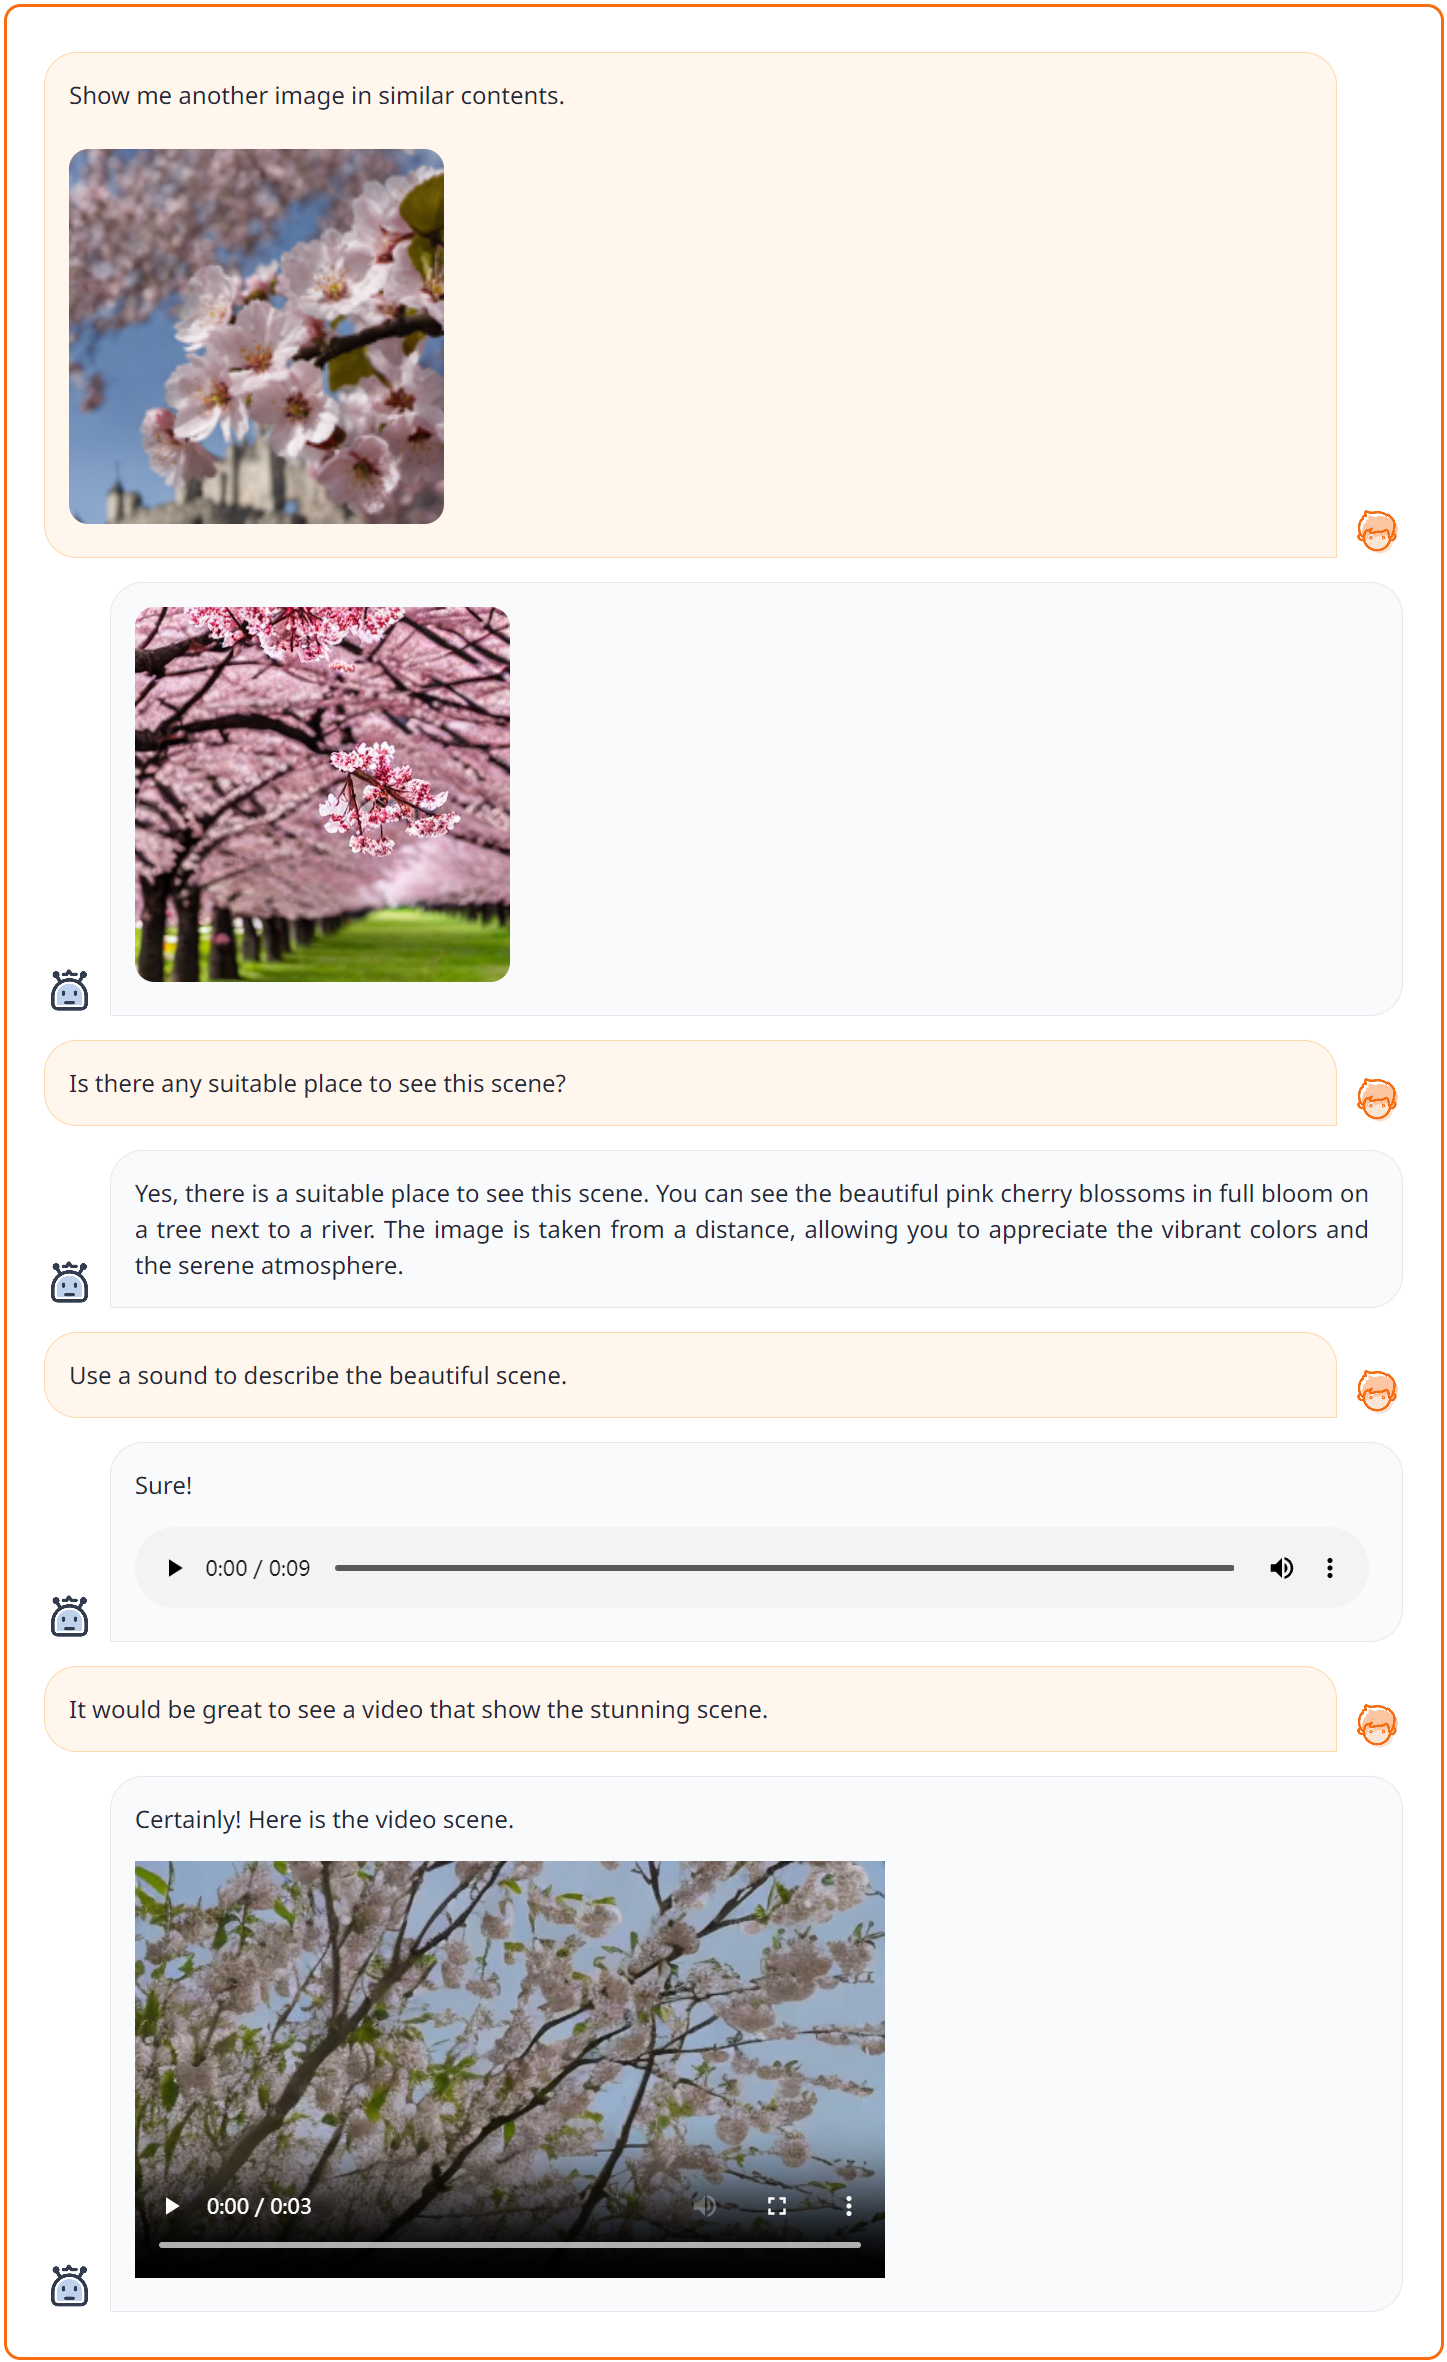 Show me another image in similar contents.
Is there any suitable place to see this scene?
Yes, there is a suitable place to see this scene. You can see the beautiful pink cherry blossoms in full bloom on
a tree next to a river. The image is taken from a distance, allowing you to appreciate the vibrant colors and
the serene atmosphere.
Use a sound to describe the beautiful scene.
Sure!
0:00 / 0:09
It would be great to see a video that show the stunning scene.
Certainly! Here is the video scene.
0:00 / 0:03